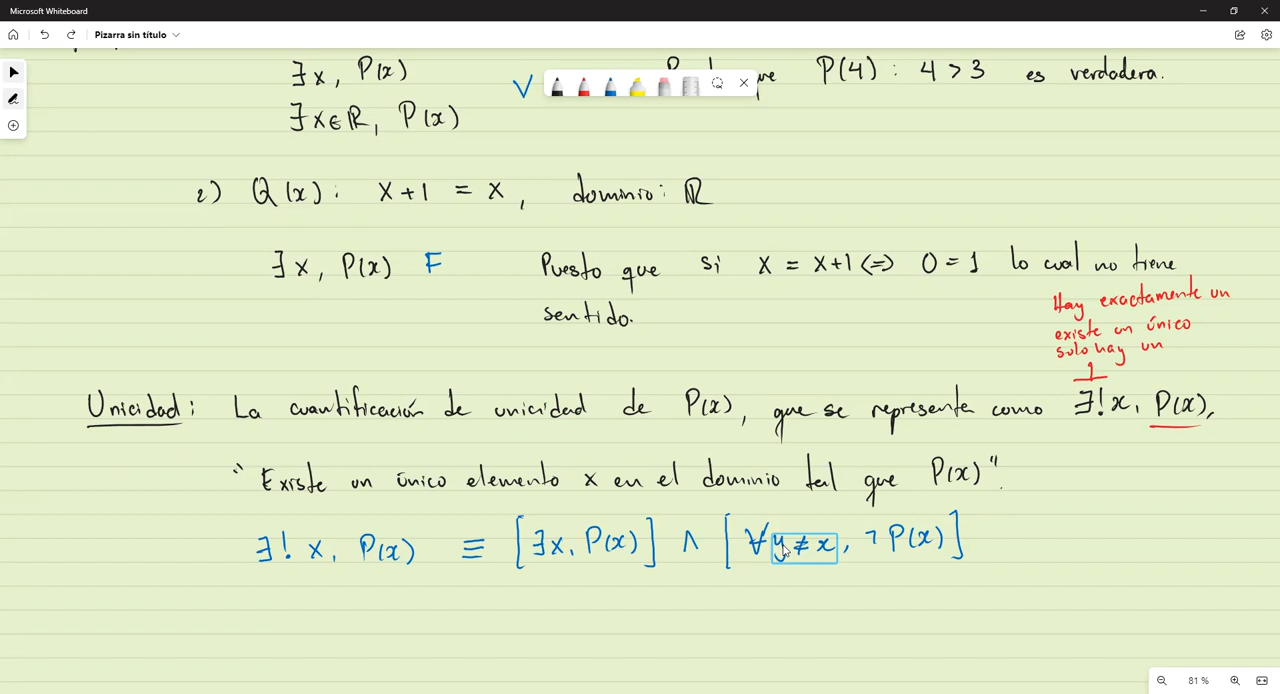 Microsoft Whiteboard
Pizarra sin título
∃x, P(x) V que P(4): 4 > 3 es verdadera.
∃x∈ℝ, P(x)
2) Q(x): x+1 = x, dominio: ℝ
∃x, P(x) F Puesto que si x = x+1 ⟺ 0=1 lo cual no tiene
sentido.
Hay exactamente un
existe un único
solo hay un
1
Unicidad: La cuantificación de unicidad de P(x), que se representa como ∃!x, P(x),
"Existe un único elemento x en el dominio tal que P(x)".
∃! x, P(x) ≡ [∃x, P(x)] ∧ [∀y≠x, ¬P(x)]
81 %